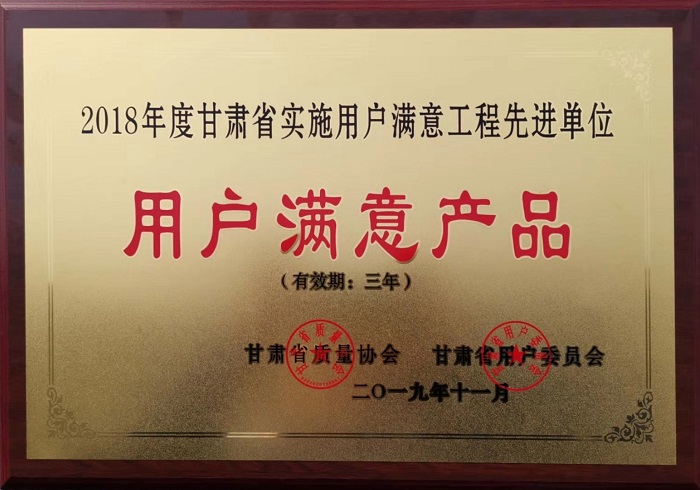 2018年度甘肃省实施用户满意工程先进单位
用户满意产品
（有效期：三年）
甘肃省质量协会 甘肃省用户委员会
二〇一九年十一月